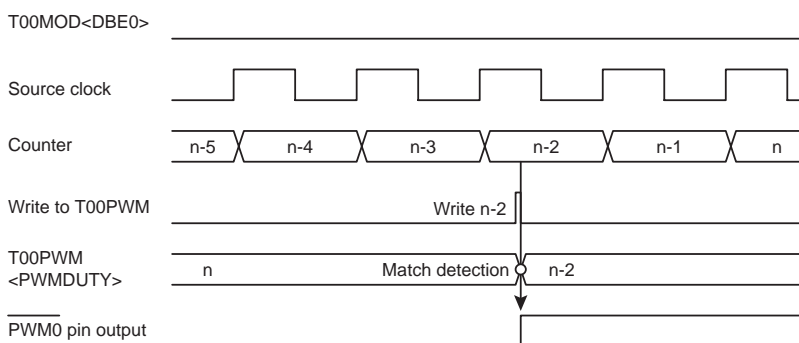 T00MOD<DBE0>
Source clock
Counter n-5 n-4 n-3 n-2 n-1 n
Write to T00PWM Write n-2
T00PWM
<PWMDUTY> n Match detection n-2
PWM0 pin output